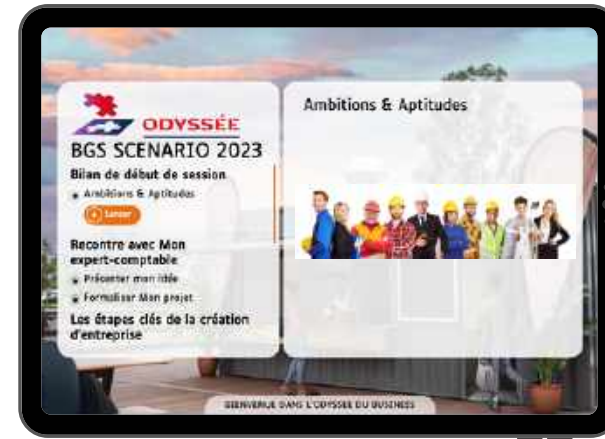 ODYSSÉE
BGS SCENARIO 2023
Bilan de début de session
Ambitions & Aptitudes
Lancer
Recontre avec Mon
expert-comptable
Présenter mon idée
Formaliser Mon projet
Les étapes clés de la création
d'entreprise
Ambitions & Aptitudes
BIENVENUE DANS L'ODYSSÉE DU BUSINESS